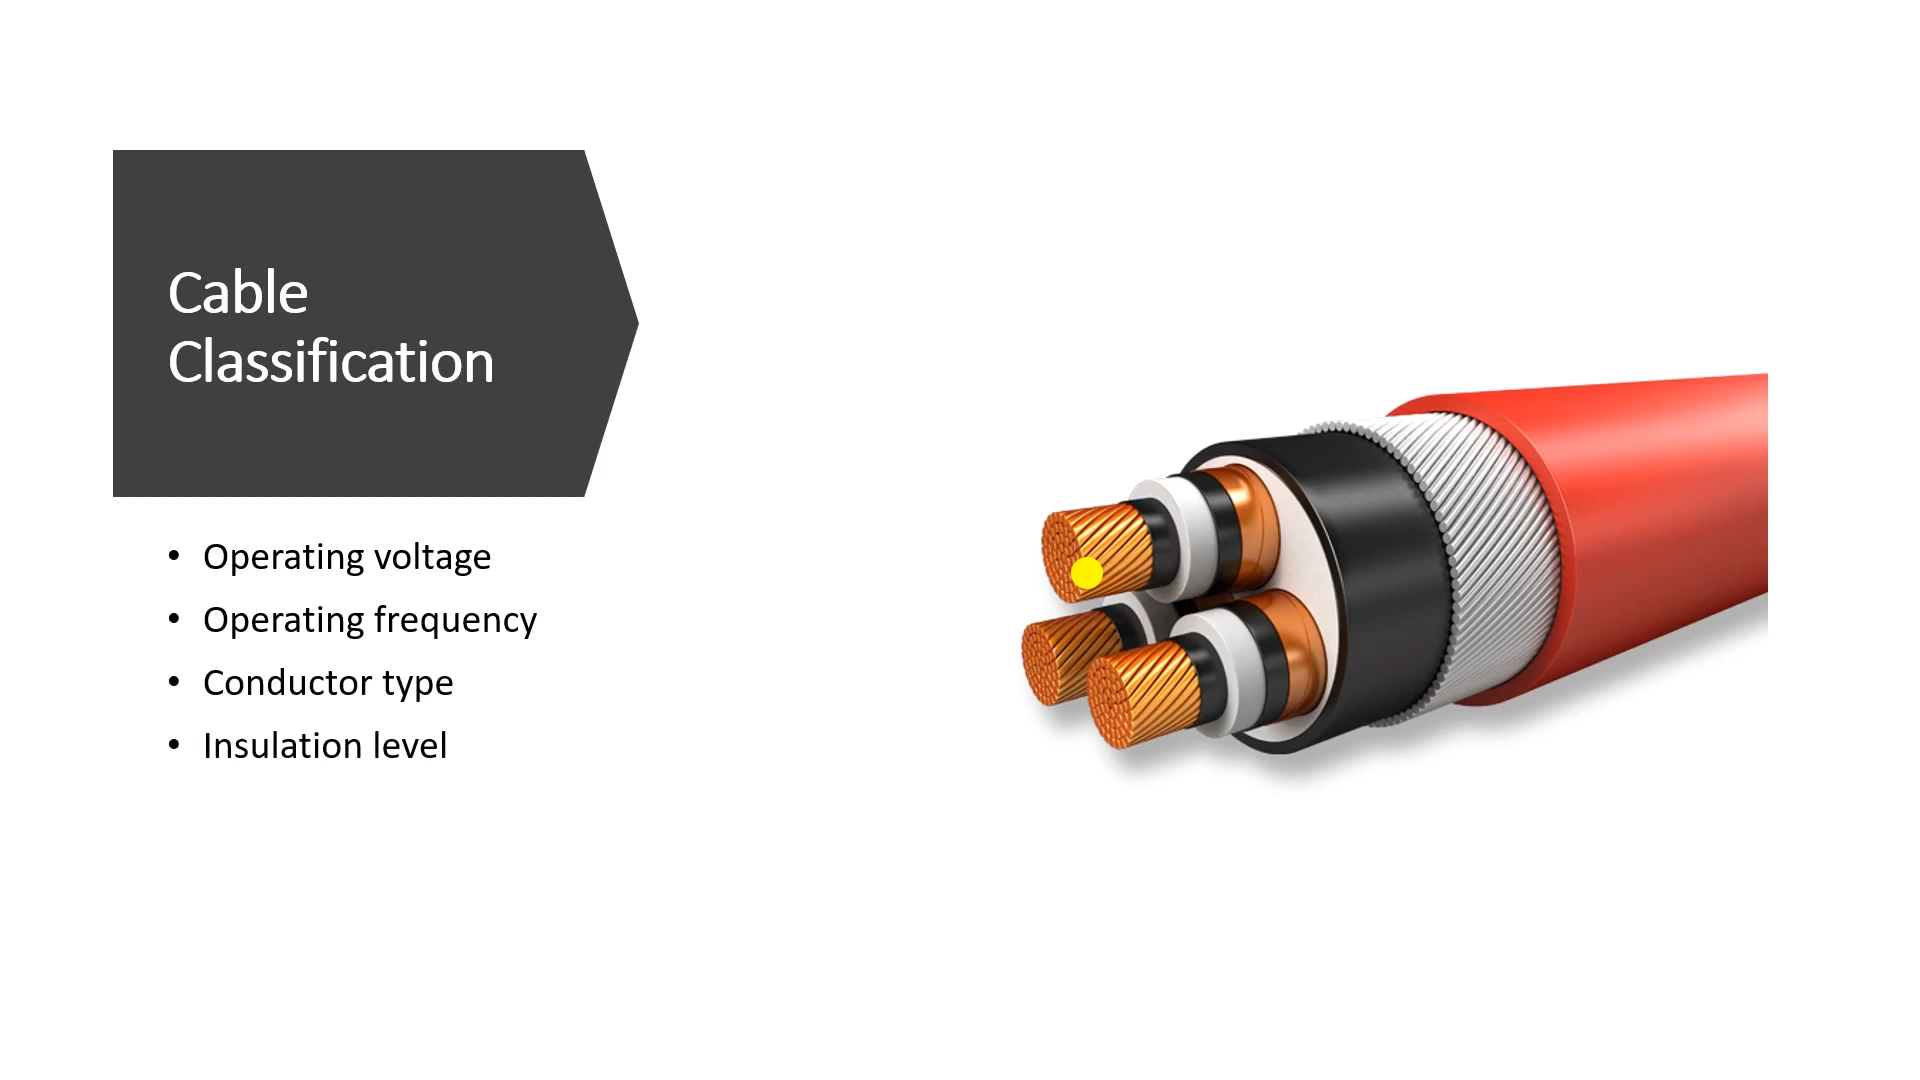 Cable
Classification
• Operating voltage
• Operating frequency
• Conductor type
• Insulation level